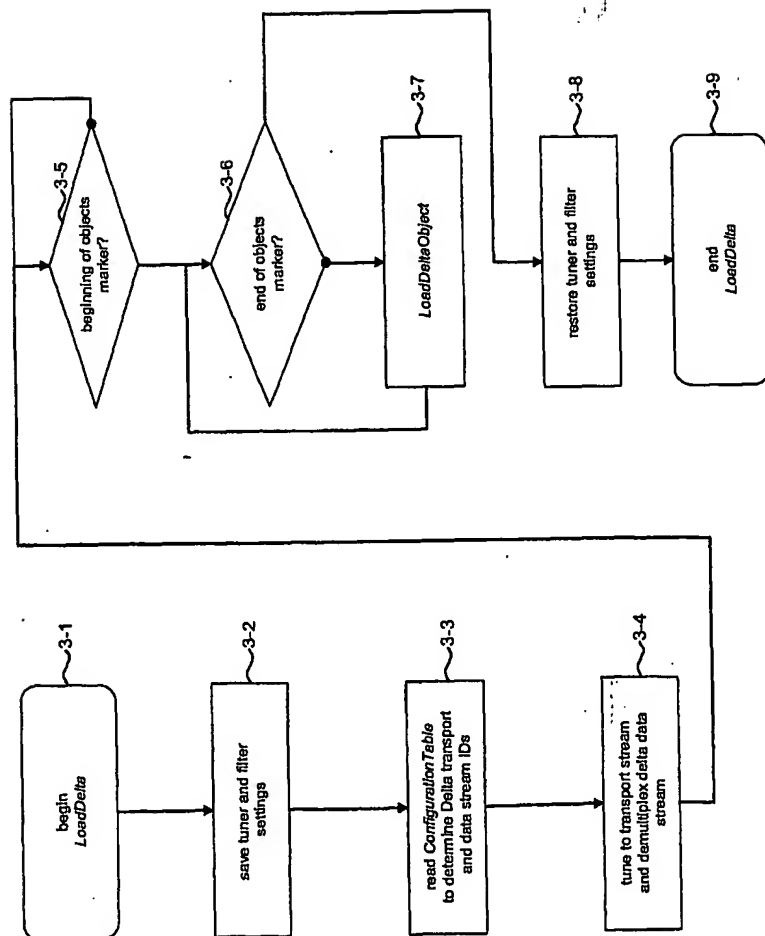 3-1
begin
LoadDelta
3-2
save tuner and filter
settings
3-3
read ConfigurationTable
to determine Delta transport
and data stream IDs
3-4
tune to transport stream
and demultiplex delta data
stream
3-5
beginning of objects
marker?
3-6
end of objects
marker?
3-7
LoadDeltaObject
3-8
restore tuner and filter
settings
3-9
end
LoadDelta